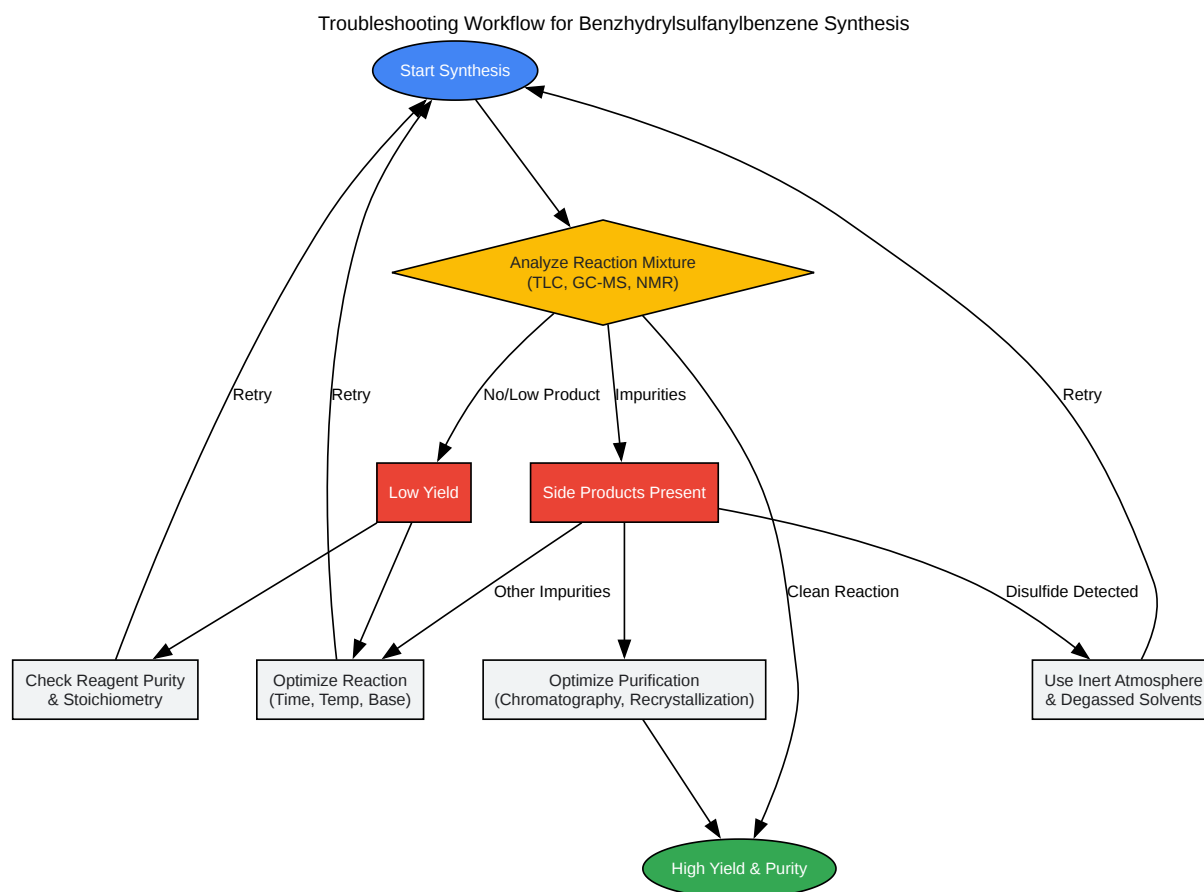 Troubleshooting Workflow for Benzhydrylsulfanylbenzene Synthesis
Start Synthesis
Analyze Reaction Mixture
(TLC, GC-MS, NMR)
Retry
Retry
No/Low Product
Impurities
Retry
Low Yield
Side Products Present
Other Impurities
Clean Reaction
Disulfide Detected
Check Reagent Purity
& Stoichiometry
Optimize Reaction
(Time, Temp, Base)
Optimize Purification
(Chromatography, Recrystallization)
Use Inert Atmosphere
& Degassed Solvents
High Yield & Purity